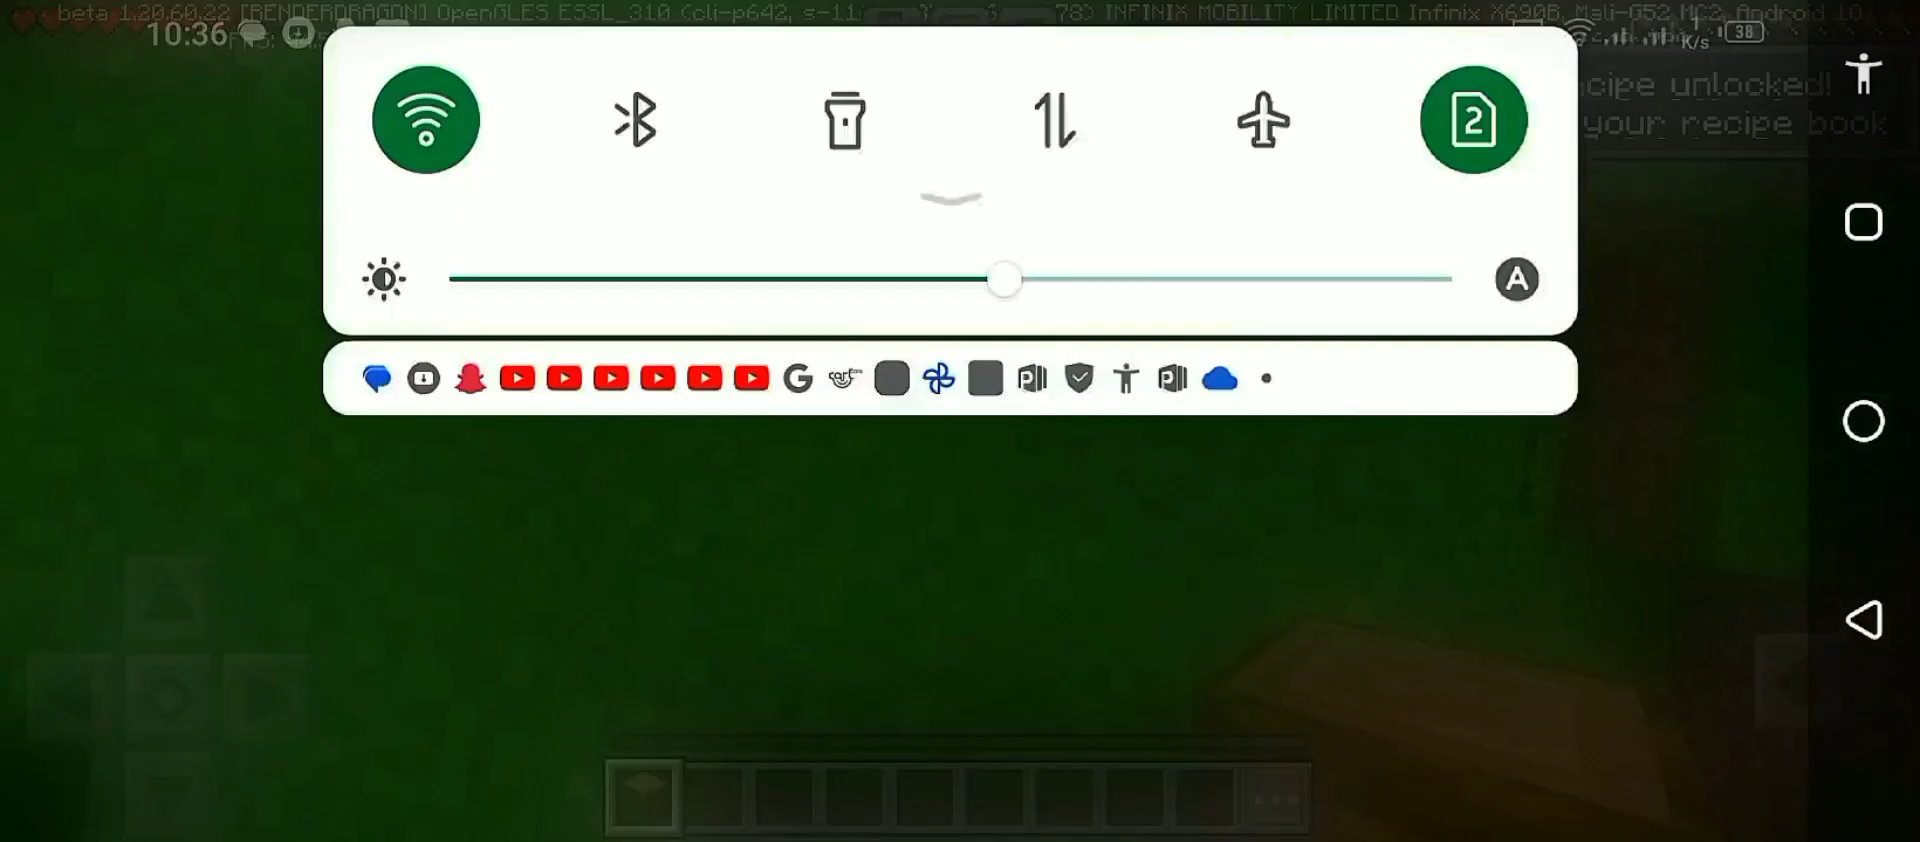 beta 1.20.60.22 [RENDERDRAGON] OpenGLES ESSL_310 (cli-p642, s-11 78) INFINIX MOBILITY LIMITED Infinix X690B, Mali-G52 MC2, Android 10
10:36
K/s
38
cipe unlocked!
your recipe book
2
A